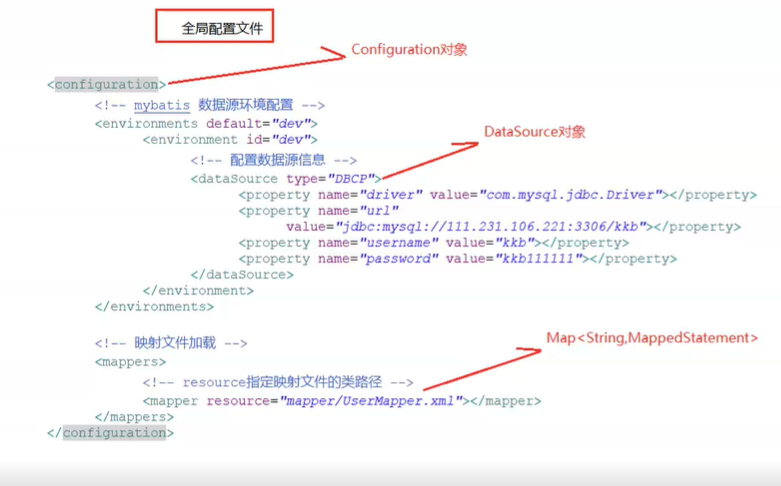 全局配置文件
Configuration对象
<configuration>
<!-- mybatis 数据源环境配置 -->
<environments default="dev">
<environment id="dev">
DataSource对象
<!-- 配置数据源信息 -->
<dataSource type="DBCP">
<property name="driver" value="com.mysql.jdbc.Driver"></property>
<property name="url"
value="jdbc:mysql://111.231.106.221:3306/kkb"></property>
<property name="username" value="kkb"></property>
<property name="password" value="kkb111111"></property>
</dataSource>
</environment>
</environments>
Map<String,MappedStatement>
<!-- 映射文件加载 -->
<mappers>
<!-- resource指定映射文件的类路径 -->
<mapper resource="mapper/UserMapper.xml"></mapper>
</mappers>
</configuration>